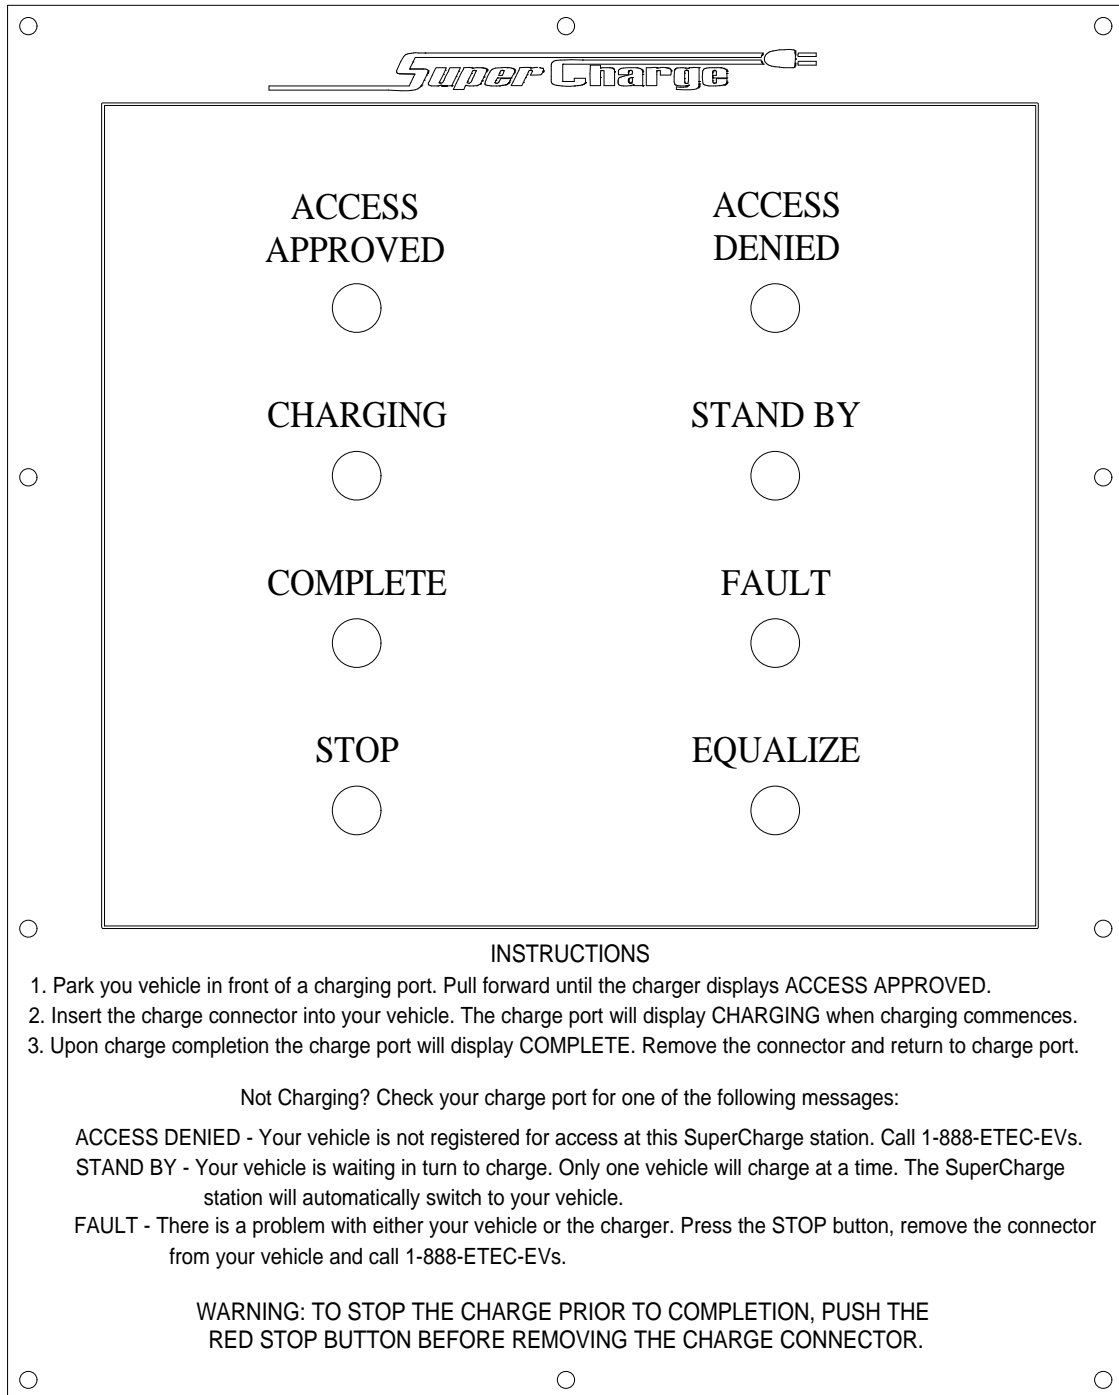 Super Charge
ACCESS APPROVED
ACCESS DENIED
CHARGING
STAND BY
COMPLETE
FAULT
STOP
EQUALIZE
INSTRUCTIONS
1. Park you vehicle in front of a charging port. Pull forward until the charger displays ACCESS APPROVED.
2. Insert the charge connector into your vehicle. The charge port will display CHARGING when charging commences.
3. Upon charge completion the charge port will display COMPLETE. Remove the connector and return to charge port.
Not Charging? Check your charge port for one of the following messages:
ACCESS DENIED - Your vehicle is not registered for access at this SuperCharge station. Call 1-888-ETEC-EVs.
STAND BY - Your vehicle is waiting in turn to charge. Only one vehicle will charge at a time. The SuperCharge
station will automatically switch to your vehicle.
FAULT - There is a problem with either your vehicle or the charger. Press the STOP button, remove the connector
from your vehicle and call 1-888-ETEC-EVs.
WARNING: TO STOP THE CHARGE PRIOR TO COMPLETION, PUSH THE
RED STOP BUTTON BEFORE REMOVING THE CHARGE CONNECTOR.